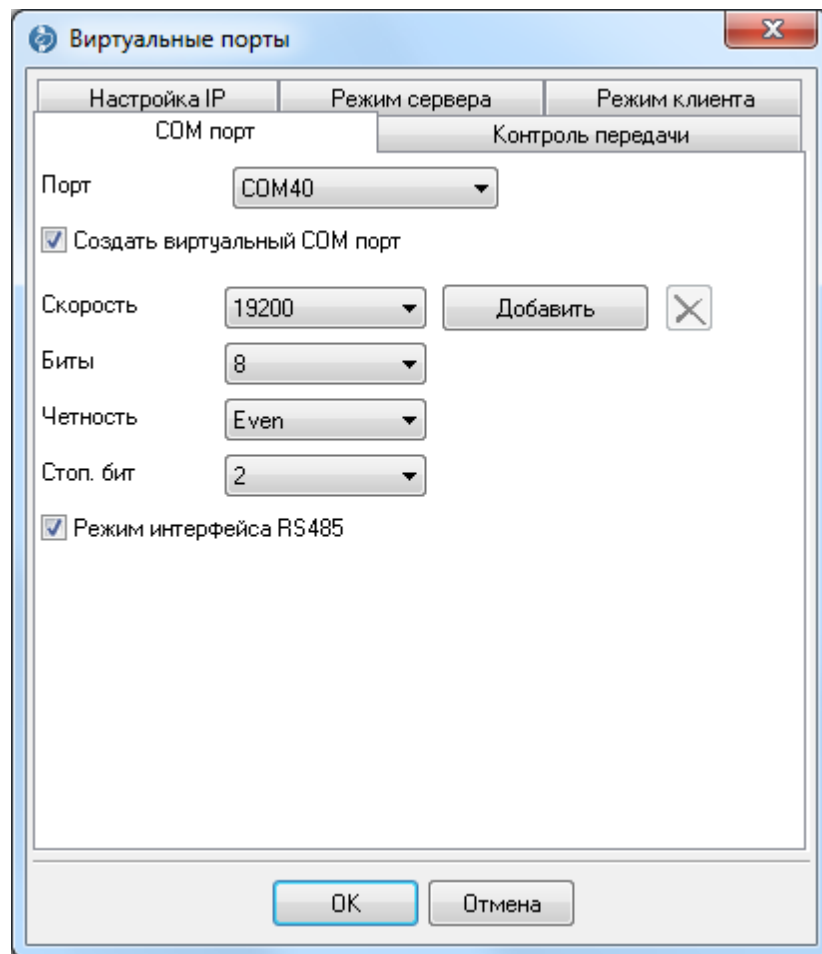 Виртуальные порты
Настройка IP Режим сервера Режим клиента
COM порт Контроль передачи
Порт COM40
Создать виртуальный COM порт
Скорость 19200 Добавить
Биты 8
Четность Even
Стоп. бит 2
Режим интерфейса RS485
OK Отмена